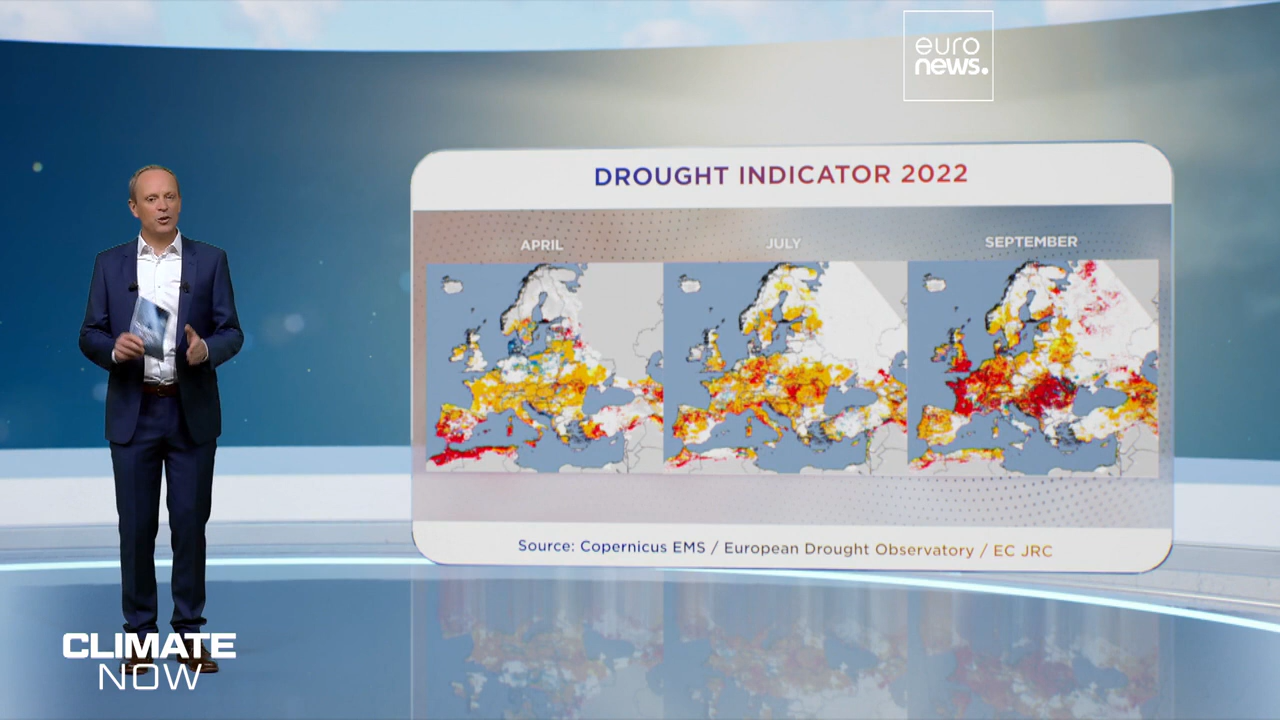 euro
news.
DROUGHT INDICATOR 2022
APRIL
JULY
SEPTEMBER
Source: Copernicus EMS / European Drought Observatory / EC JRC
CLIMATE
NOW